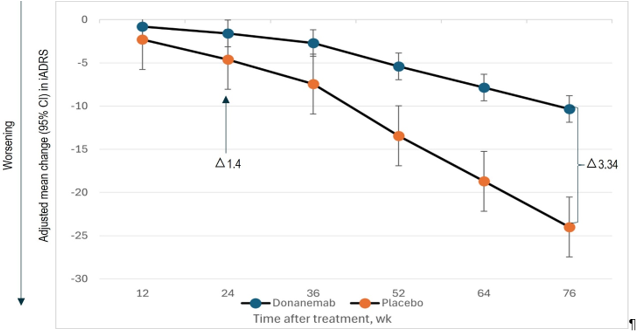 Worsening
Adjusted mean change (95% CI) in iADRS
0
-5
-10
-15
-20
-25
-30
△1.4
△3.34
12 24 36 52 64 76
Donanemab Placebo
Time after treatment, wk
¶